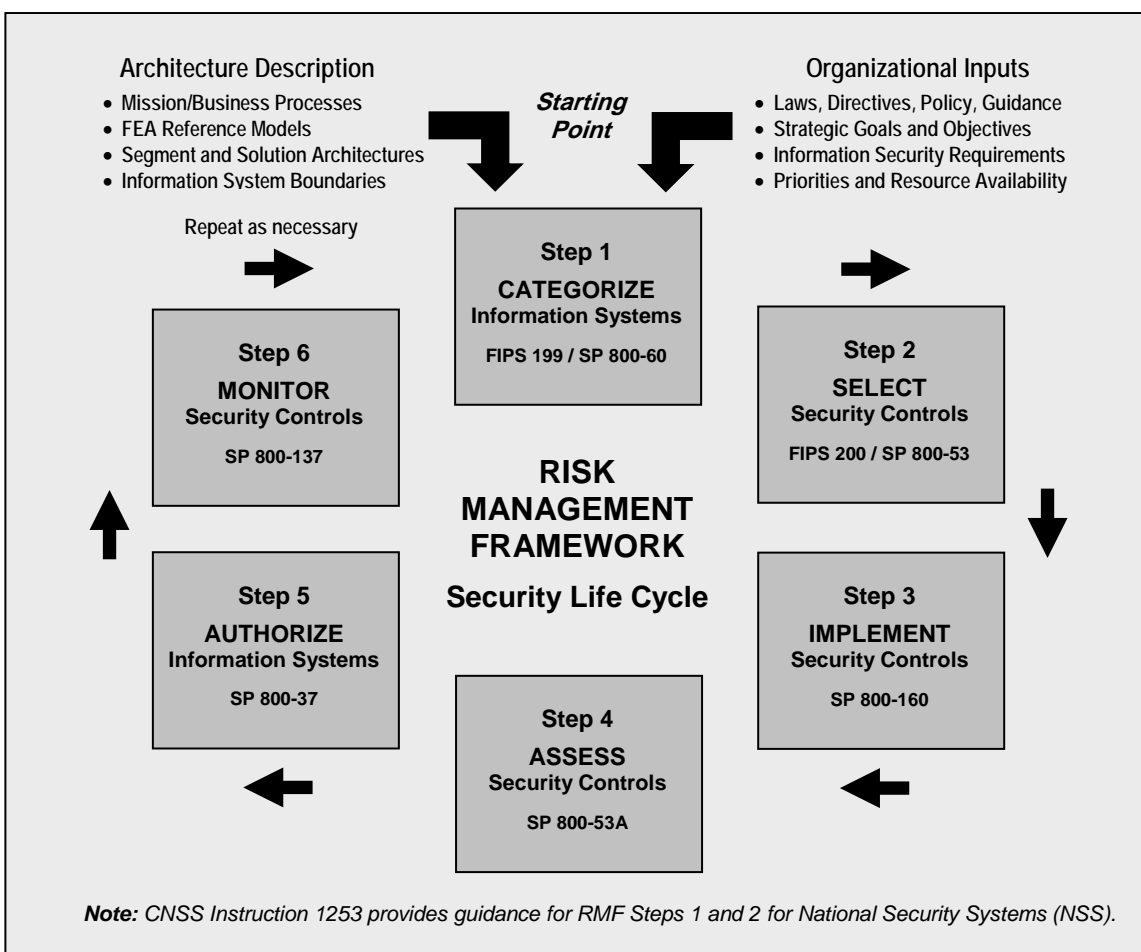 Architecture Description
• Mission/Business Processes
• FEA Reference Models
• Segment and Solution Architectures
• Information System Boundaries
Starting
Point
Organizational Inputs
• Laws, Directives, Policy, Guidance
• Strategic Goals and Objectives
• Information Security Requirements
• Priorities and Resource Availability
Repeat as necessary
Step 1
CATEGORIZE
Information Systems
FIPS 199 / SP 800-60
Step 2
SELECT
Security Controls
FIPS 200 / SP 800-53
Step 3
IMPLEMENT
Security Controls
SP 800-160
Step 4
ASSESS
Security Controls
SP 800-53A
Step 5
AUTHORIZE
Information Systems
SP 800-37
Step 6
MONITOR
Security Controls
SP 800-137
RISK
MANAGEMENT
FRAMEWORK
Security Life Cycle
Note: CNSS Instruction 1253 provides guidance for RMF Steps 1 and 2 for National Security Systems (NSS).